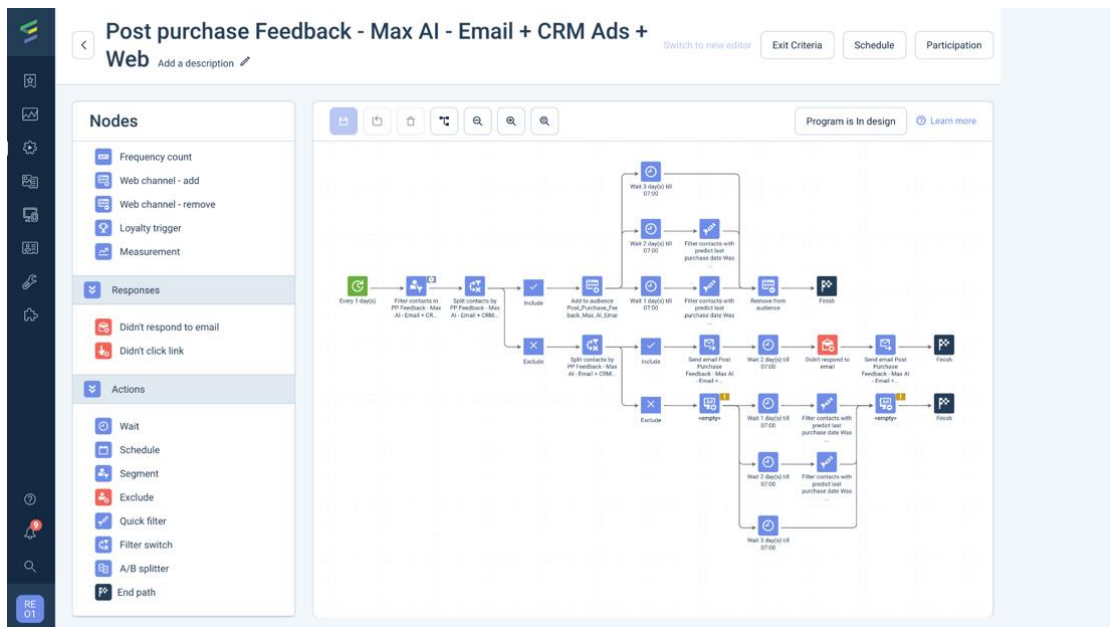 Post purchase Feedback - Max AI - Email + CRM Ads +
Web Add a description
Switch to new editor
Exit Criteria
Schedule
Participation
Nodes
Frequency count
Web channel - add
Web channel - remove
Loyalty trigger
Measurement
Responses
Didn't respond to email
Didn't click link
Actions
Wait
Schedule
Segment
Exclude
Quick filter
Filter switch
A/B splitter
End path
9
RE
01
Program is In design
Learn more
Wait 3 day(s) till
07:00
Wait 2 day(s) till
07:00
Filter contacts with
predict last
purchase date Was
...
Every 1 day(s)
Filter contacts in
PP Feedback - Max
AI - Email + CR...
Split contacts by
PP Feedback - Max
AI - Email + CRM...
Include
Add to audience
Post_Purchase_Fee
back_Max_AI_Emai
Wait 1 day(s) till
07:00
Filter contacts with
predict last
purchase date Was
...
Remove from
audience
Finish
Exclude
Split contacts by
PP Feedback - Max
AI - Email + CRM...
Include
Send email Post
Purchase
Feedback - Max AI
- Email + ...
Wait 2 day(s) till
07:00
Didn't respond to
email
Send email Post
Purchase
Feedback - Max AI
- Email + ...
Finish
Exclude
<empty>
Wait 1 day(s) till
07:00
Filter contacts with
predict last
purchase date Was
...
<empty>
Finish
Wait 2 day(s) till
07:00
Filter contacts with
predict last
purchase date Was
...
Wait 3 day(s) till
07:00